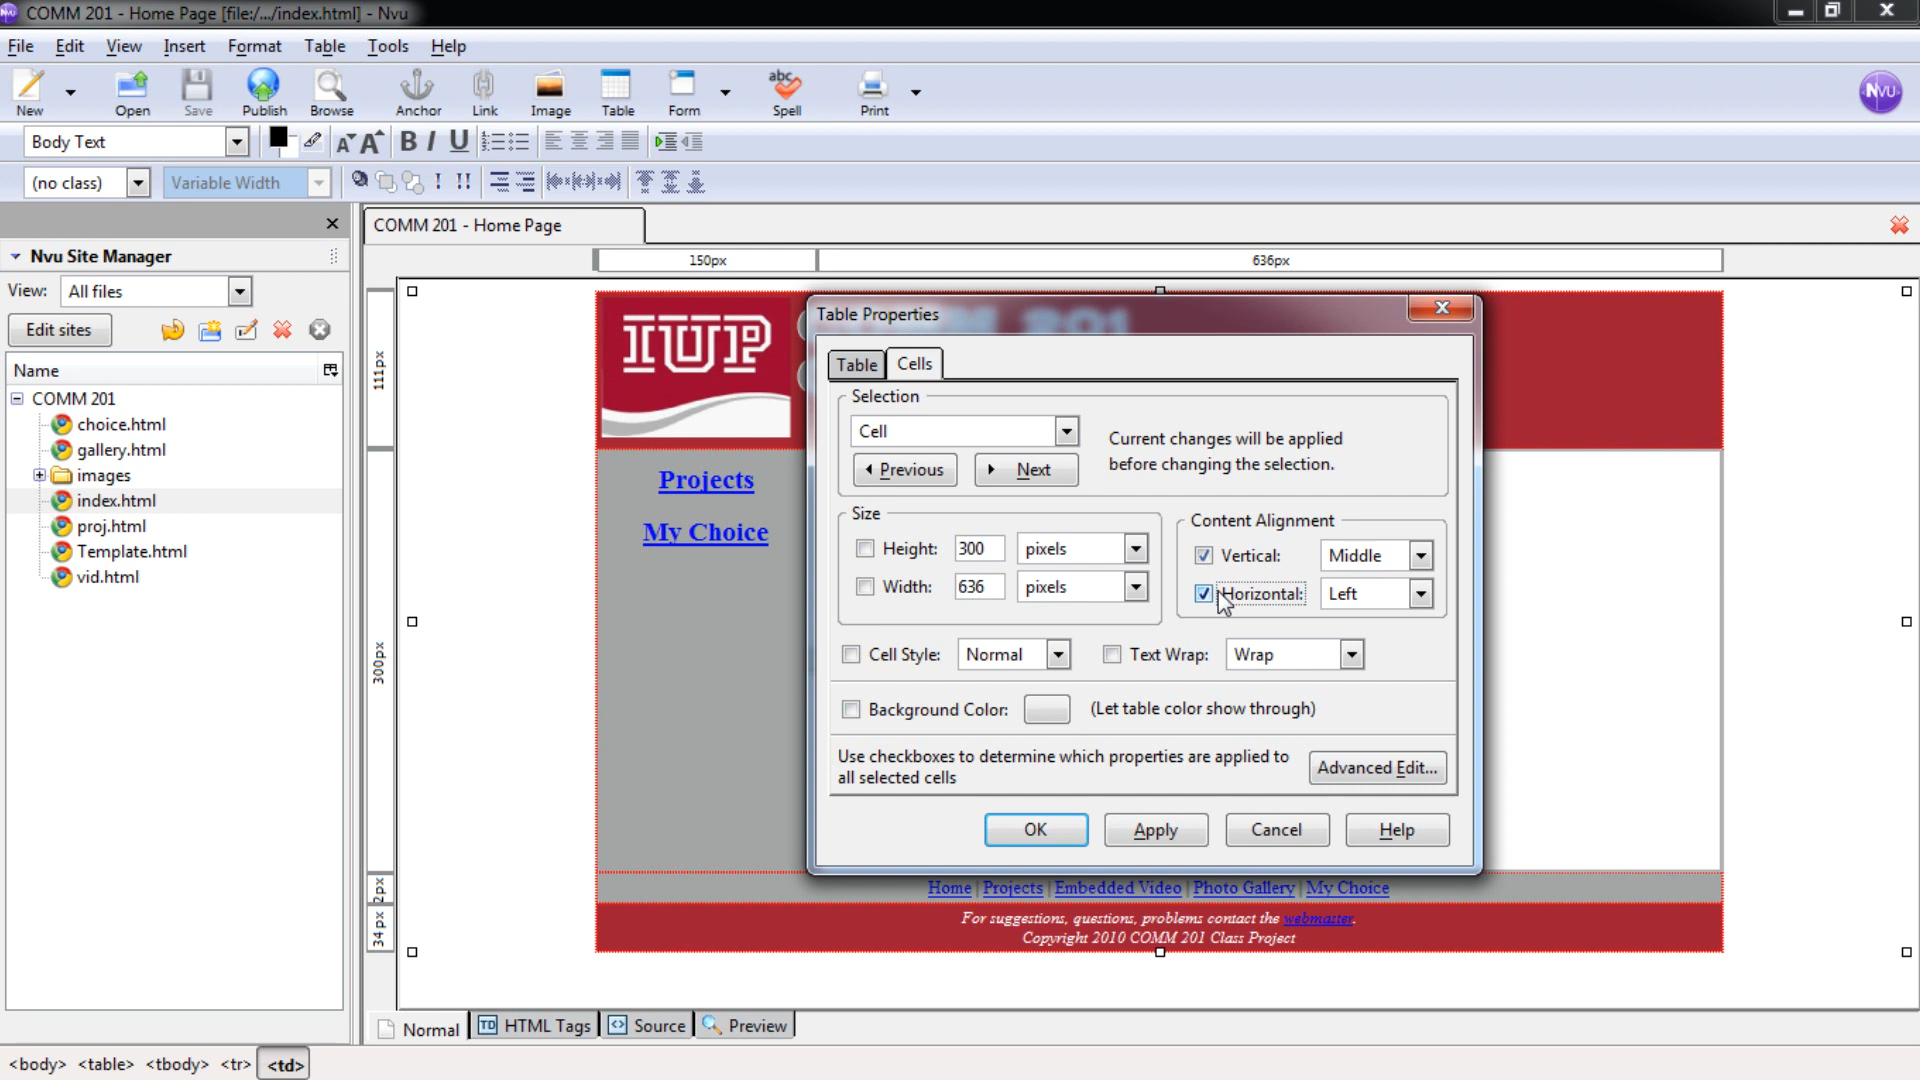 COMM 201 - Home Page [file:/.../index.html] - Nvu
File Edit View Insert Format Table Tools Help
New Open Save Publish Browse Anchor Link Image Table Form Spell Print
abc
NVU
Body Text
B I U
(no class) Variable Width
COMM 201 - Home Page
Nvu Site Manager
150px 636px
View: All files
Edit sites
Name
COMM 201
choice.html
gallery.html
images
index.html
proj.html
Template.html
vid.html
111px
300px
2px
34px
IUP
201
Projects
My Choice
Table Properties
Table Cells
Selection
Cell
Previous Next
Current changes will be applied
before changing the selection.
Size
Height: 300 pixels
Width: 636 pixels
Content Alignment
Vertical: Middle
Horizontal: Left
Cell Style: Normal Text Wrap: Wrap
Background Color: (Let table color show through)
Use checkboxes to determine which properties are applied to
all selected cells
Advanced Edit...
OK Apply Cancel Help
Home | Projects | Embedded Video | Photo Gallery | My Choice
For suggestions, questions, problems contact the webmaster.
Copyright 2010 COMM 201 Class Project
Normal TD HTML Tags Source Preview
<body> <table> <tbody> <tr> <td>